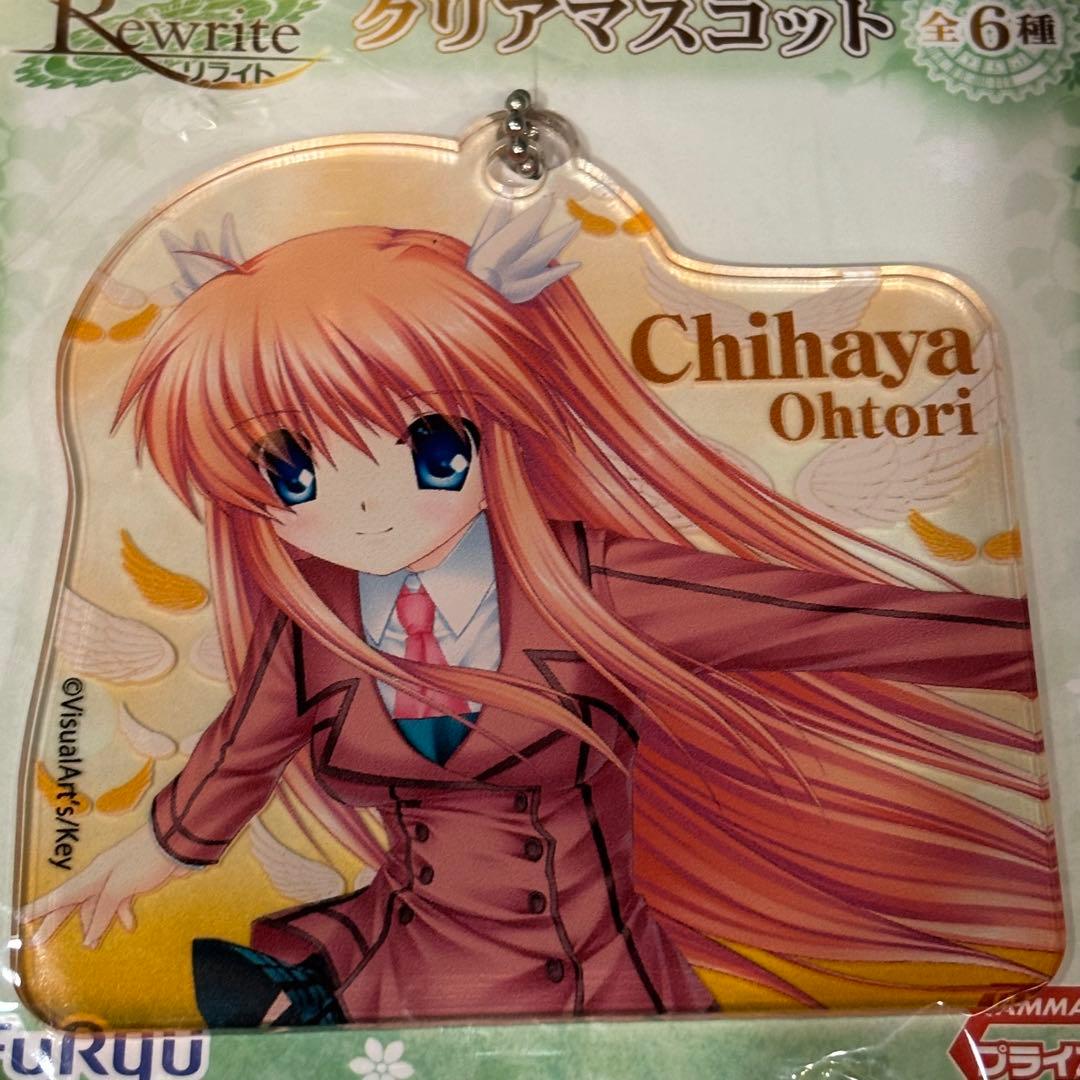 Rewrite
リライト
クリアマスコット
全6種
Chihaya
Ohtori
©VisualArt's/Key
FuRyu
プライズ